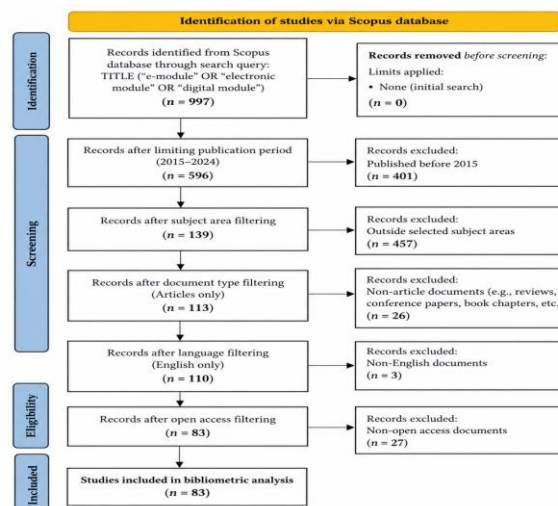 Identification of studies via Scopus database
Identification
Records identified from Scopus
database through search query:
TITLE ("e-module" OR "electronic
module" OR "digital module")
(n = 997)
Records removed before screening:
Limits applied:
• None (initial search)
(n = 0)
Screening
Records after limiting publication period
(2015–2024)
(n = 596)
Records excluded:
Published before 2015
(n = 401)
Records after subject area filtering
(n = 139)
Records excluded:
Outside selected subject areas
(n = 457)
Records after document type filtering
(Articles only)
(n = 113)
Records excluded:
Non-article documents (e.g., reviews,
conference papers, book chapters, etc.
(n = 26)
Records after language filtering
(English only)
(n = 110)
Records excluded:
Non-English documents
(n = 3)
Eligibility
Records after open access filtering
(n = 83)
Records excluded:
Non-open access documents
(n = 27)
Included
Studies included in bibliometric analysis
(n = 83)